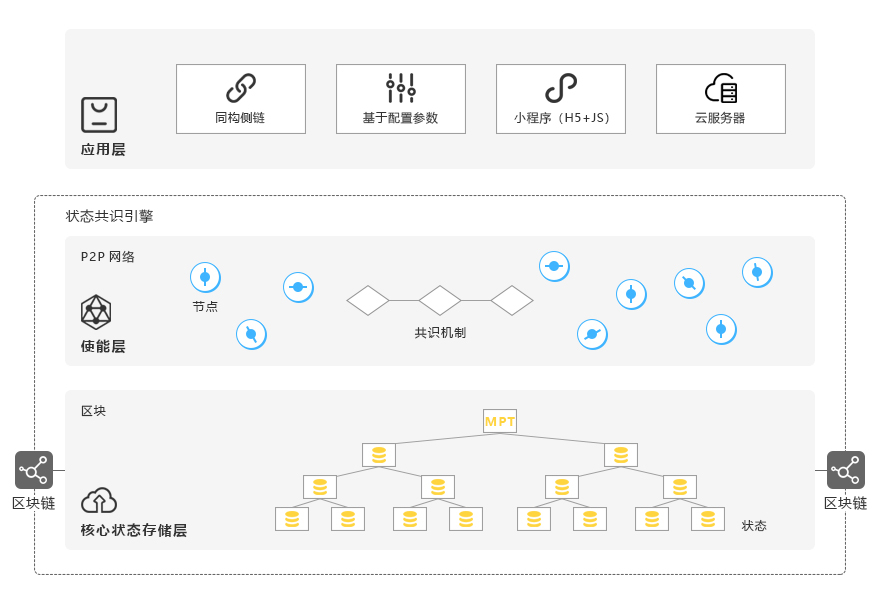 同构侧链
基于配置参数
小程序（H5+JS）
云服务器
应用层
状态共识引擎
P2P 网络
节点
共识机制
使能层
区块
MPT
区块链
区块链
核心状态存储层
状态